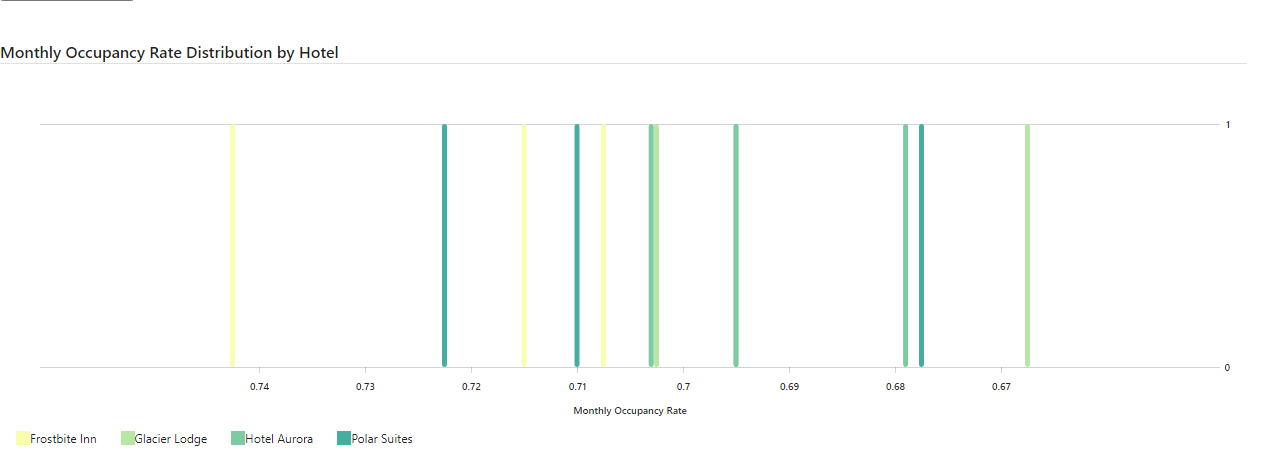 Monthly Occupancy Rate Distribution by Hotel
1
0
0.74 0.73 0.72 0.71 0.7 0.69 0.68 0.67
Monthly Occupancy Rate
Frostbite Inn Glacier Lodge Hotel Aurora Polar Suites